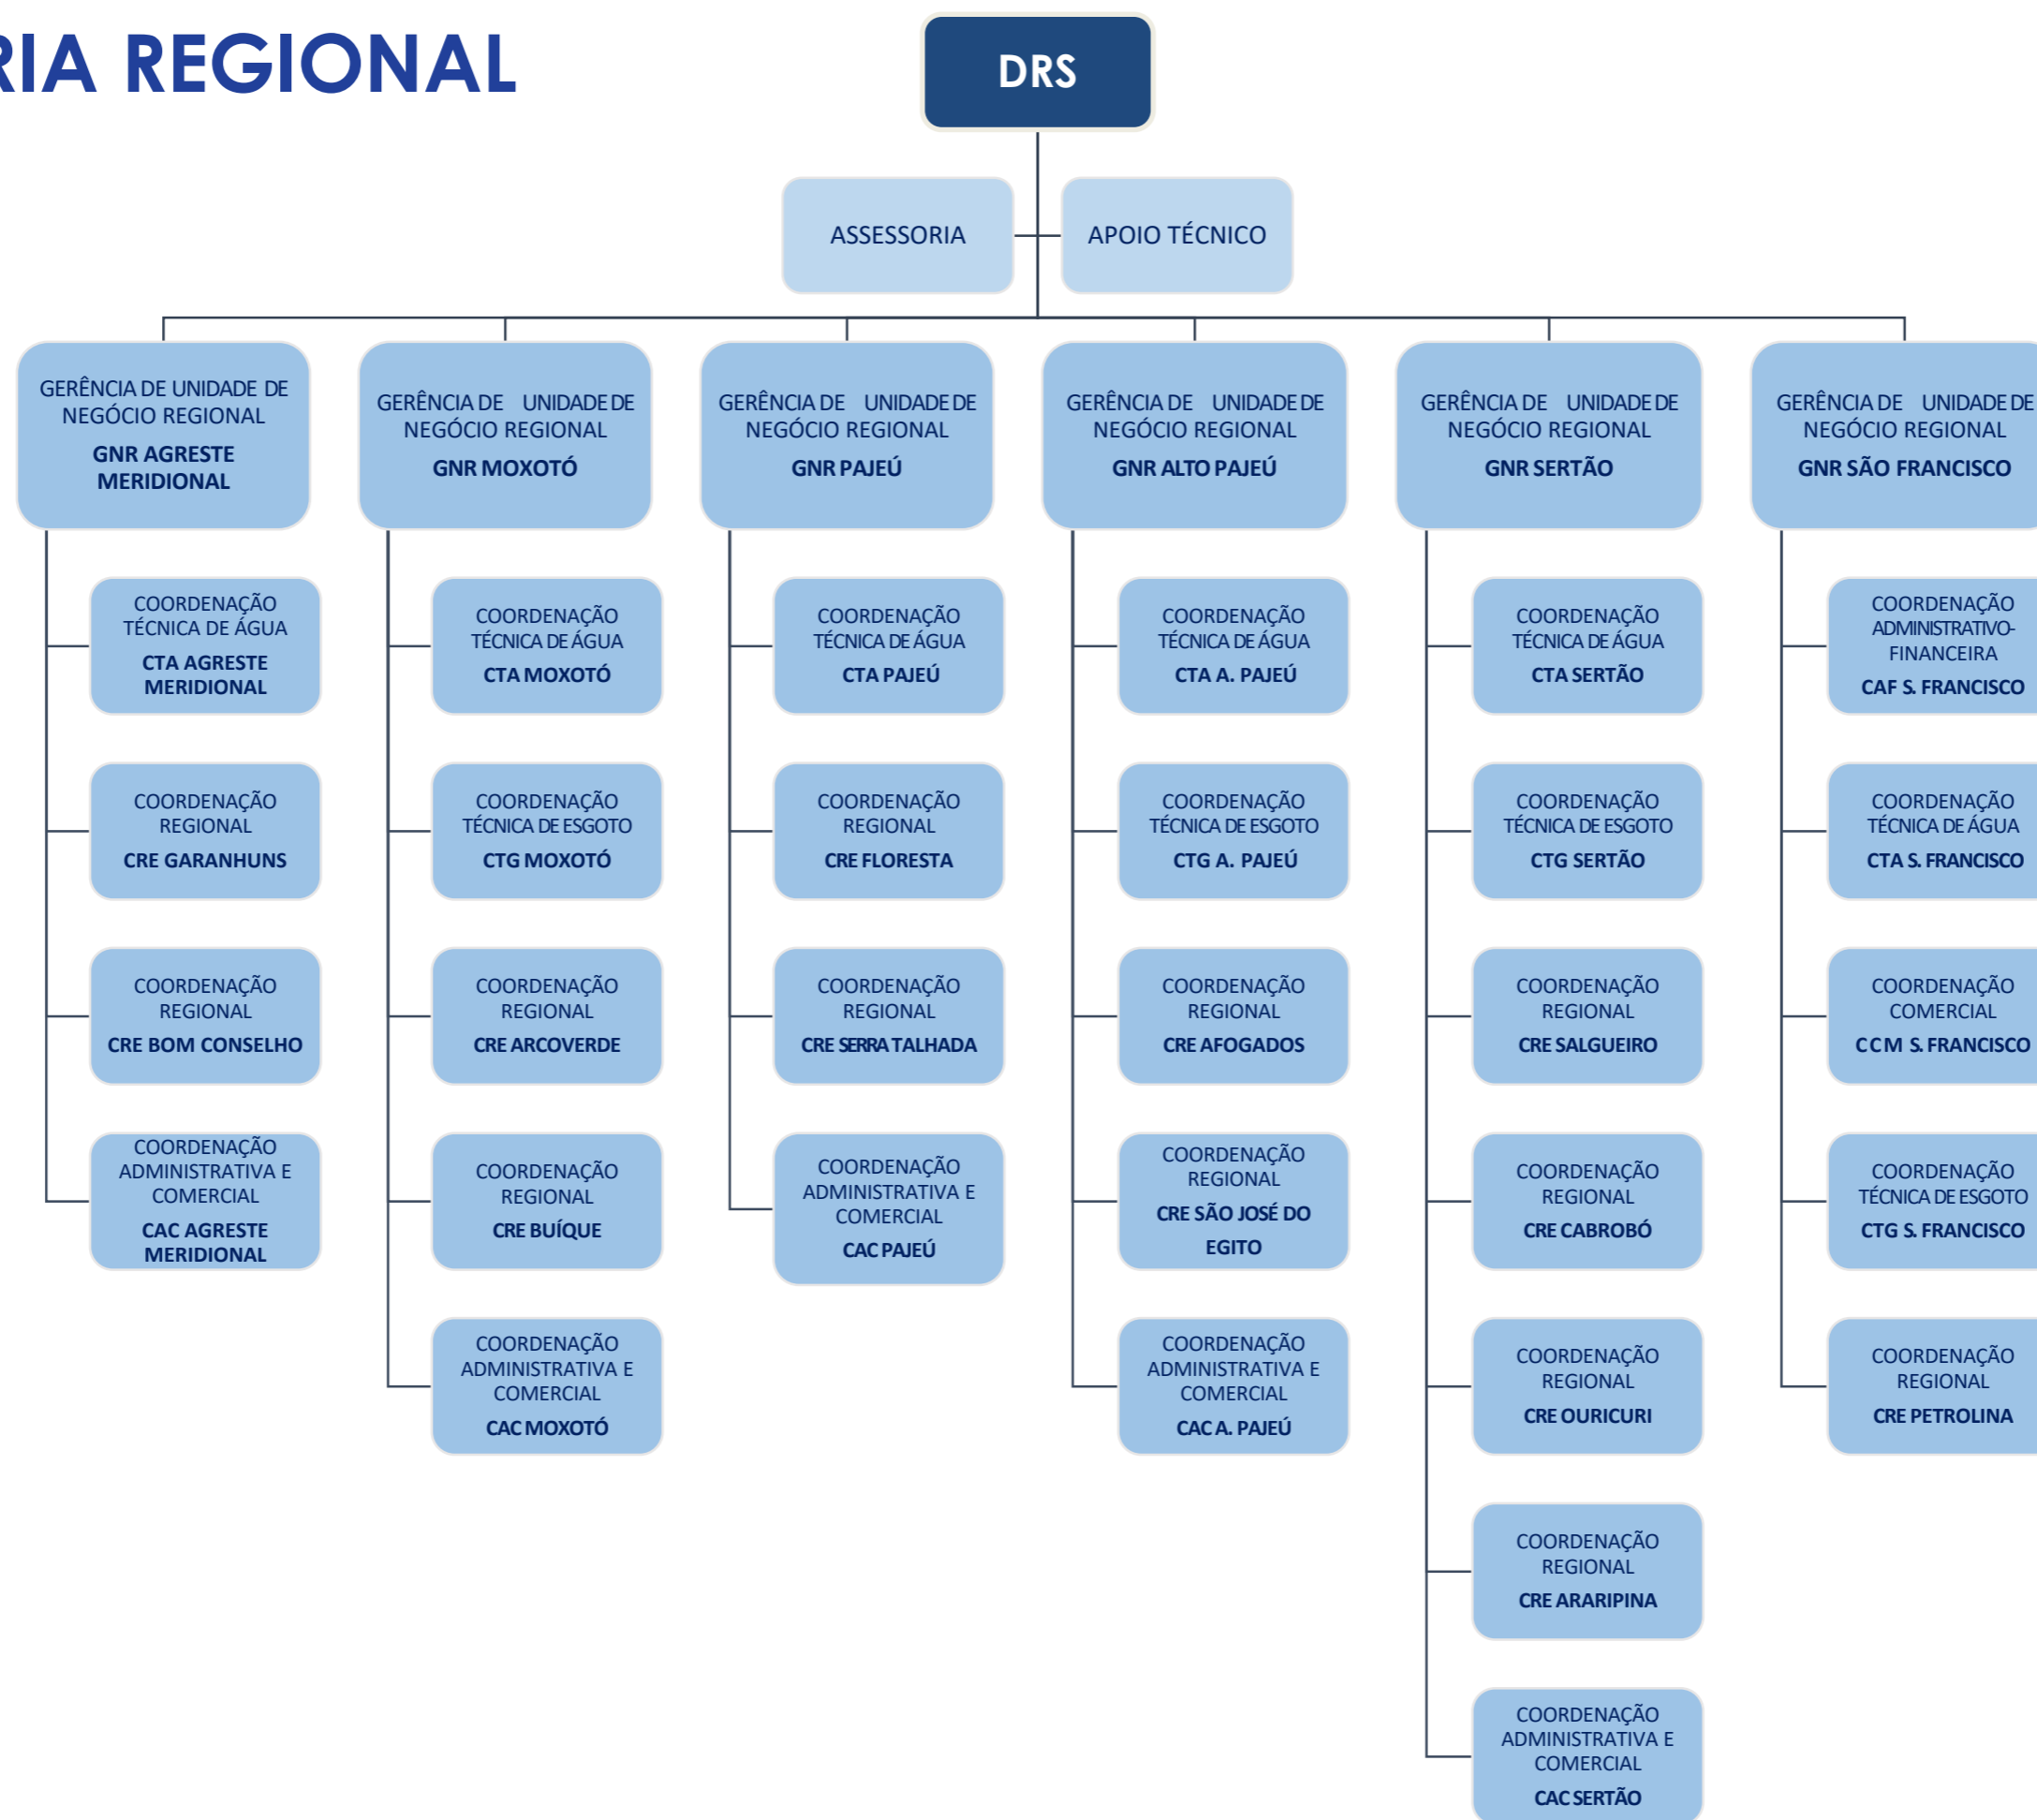 RIA REGIONAL
DRS
ASSESSORIA
APOIO TÉCNICO
GERÊNCIA DE UNIDADE DE
NEGÓCIO REGIONAL
GNR AGRESTE
MERIDIONAL
COORDENAÇÃO
TÉCNICA DE ÁGUA
CTA AGRESTE
MERIDIONAL
COORDENAÇÃO
REGIONAL
CRE GARANHUNS
COORDENAÇÃO
REGIONAL
CRE BOM CONSELHO
COORDENAÇÃO
ADMINISTRATIVA E
COMERCIAL
CAC AGRESTE
MERIDIONAL
GERÊNCIA DE UNIDADE DE
NEGÓCIO REGIONAL
GNR MOXOTÓ
COORDENAÇÃO
TÉCNICA DE ÁGUA
CTA MOXOTÓ
COORDENAÇÃO
TÉCNICA DE ESGOTO
CTG MOXOTÓ
COORDENAÇÃO
REGIONAL
CRE ARCOVERDE
COORDENAÇÃO
REGIONAL
CRE BUÍQUE
COORDENAÇÃO
ADMINISTRATIVA E
COMERCIAL
CAC MOXOTÓ
GERÊNCIA DE UNIDADE DE
NEGÓCIO REGIONAL
GNR PAJEÚ
COORDENAÇÃO
TÉCNICA DE ÁGUA
CTA PAJEÚ
COORDENAÇÃO
REGIONAL
CRE FLORESTA
COORDENAÇÃO
REGIONAL
CRE SERRA TALHADA
COORDENAÇÃO
ADMINISTRATIVA E
COMERCIAL
CAC PAJEÚ
GERÊNCIA DE UNIDADE DE
NEGÓCIO REGIONAL
GNR ALTO PAJEÚ
COORDENAÇÃO
TÉCNICA DE ÁGUA
CTA A. PAJEÚ
COORDENAÇÃO
TÉCNICA DE ESGOTO
CTG A. PAJEÚ
COORDENAÇÃO
REGIONAL
CRE AFOGADOS
COORDENAÇÃO
REGIONAL
CRE SÃO JOSÉ DO
EGITO
COORDENAÇÃO
ADMINISTRATIVA E
COMERCIAL
CAC A. PAJEÚ
GERÊNCIA DE UNIDADE DE
NEGÓCIO REGIONAL
GNR SERTÃO
COORDENAÇÃO
TÉCNICA DE ÁGUA
CTA SERTÃO
COORDENAÇÃO
TÉCNICA DE ESGOTO
CTG SERTÃO
COORDENAÇÃO
REGIONAL
CRE SALGUEIRO
COORDENAÇÃO
REGIONAL
CRE CABROBÓ
COORDENAÇÃO
REGIONAL
CRE OURICURI
COORDENAÇÃO
REGIONAL
CRE ARARIPINA
COORDENAÇÃO
ADMINISTRATIVA E
COMERCIAL
CAC SERTÃO
GERÊNCIA DE UNIDADE DE
NEGÓCIO REGIONAL
GNR SÃO FRANCISCO
COORDENAÇÃO
ADMINISTRATIVO-
FINANCEIRA
CAF S. FRANCISCO
COORDENAÇÃO
TÉCNICA DE ÁGUA
CTA S. FRANCISCO
COORDENAÇÃO
COMERCIAL
CCM S. FRANCISCO
COORDENAÇÃO
TÉCNICA DE ESGOTO
CTG S. FRANCISCO
COORDENAÇÃO
REGIONAL
CRE PETROLINA